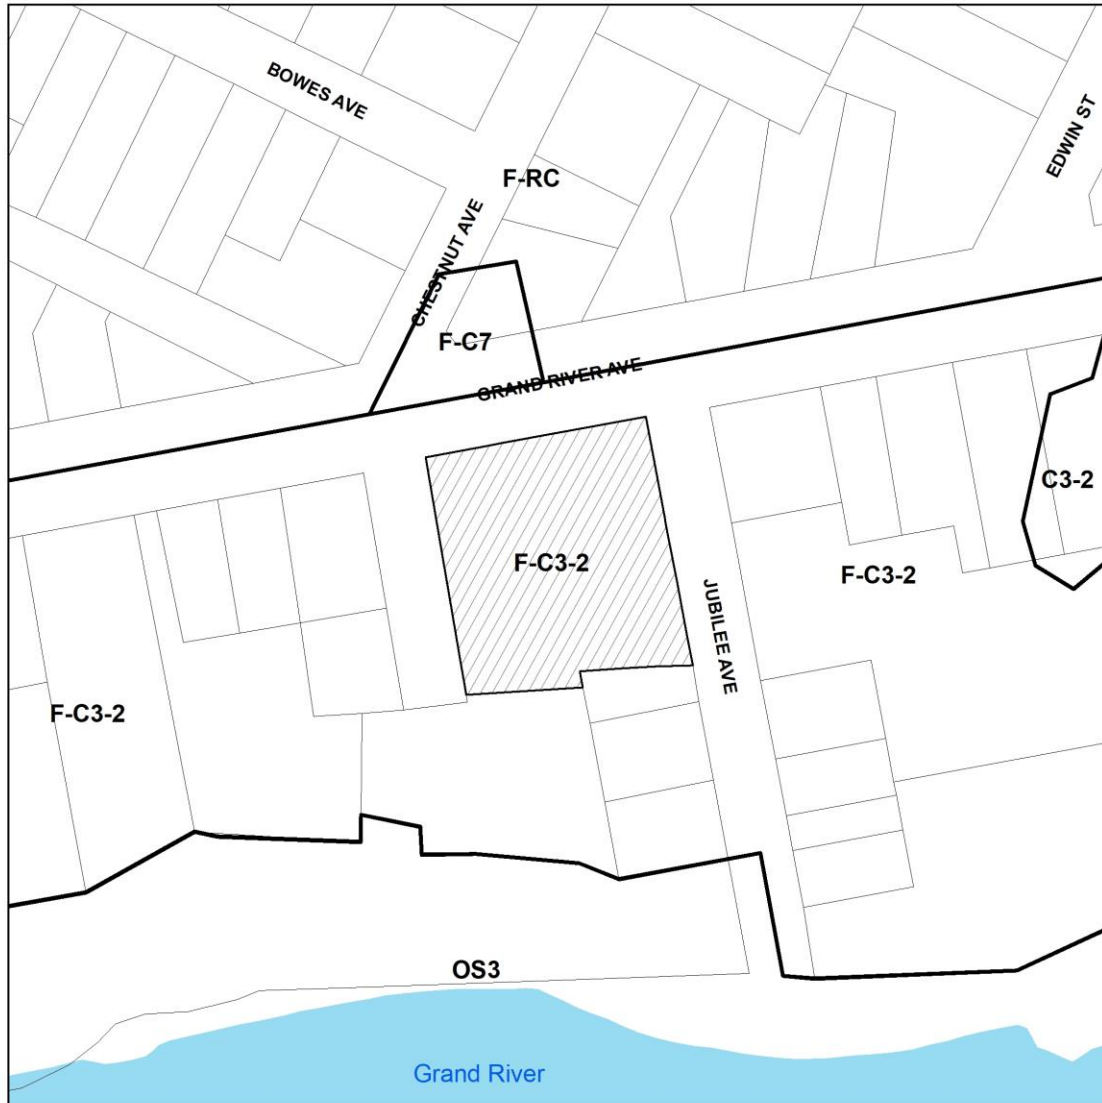 BOWES AVE
EDWIN ST
F-RC
CHESTNUT AVE
F-C7
GRAND RIVER AVE
C3-2
F-C3-2
F-C3-2
JUBILEE AVE
F-C3-2
OS3
Grand River